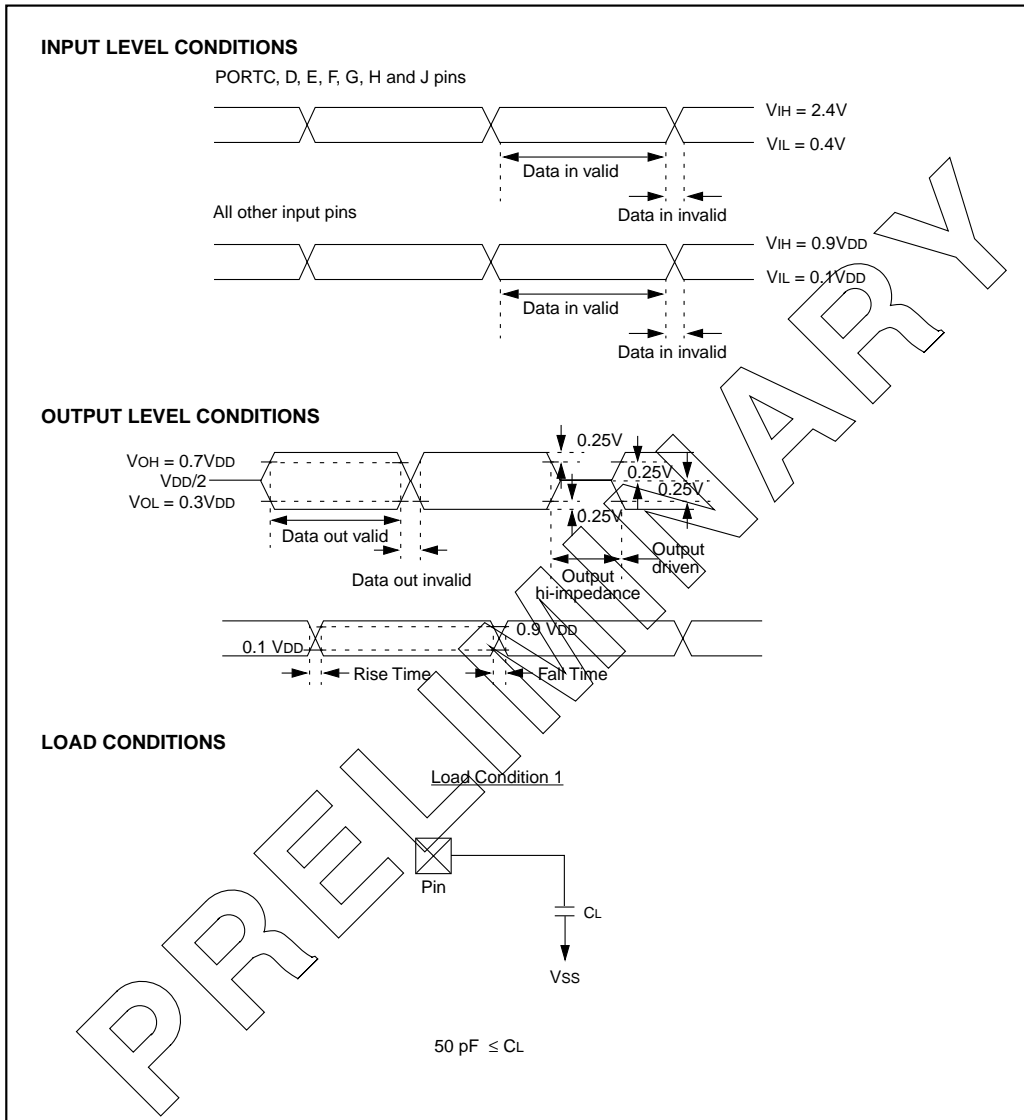 INPUT LEVEL CONDITIONS
PORTC, D, E, F, G, H and J pins
VIH = 2.4V
VIL = 0.4V
Data in valid
Data in invalid
All other input pins
VIH = 0.9VDD
VIL = 0.1VDD
Data in valid
Data in invalid
OUTPUT LEVEL CONDITIONS
0.25V
VOH = 0.7VDD
0.25V
VDD/2
0.25V
VOL = 0.3VDD
0.25V
Data out valid
Data out invalid
Output
hi-impedance
Output
driven
0.9 VDD
0.1 VDD
Rise Time
Fall Time
LOAD CONDITIONS
Load Condition 1
Pin
CL
VSS
50 pF ≤ CL
PRELIMINARY